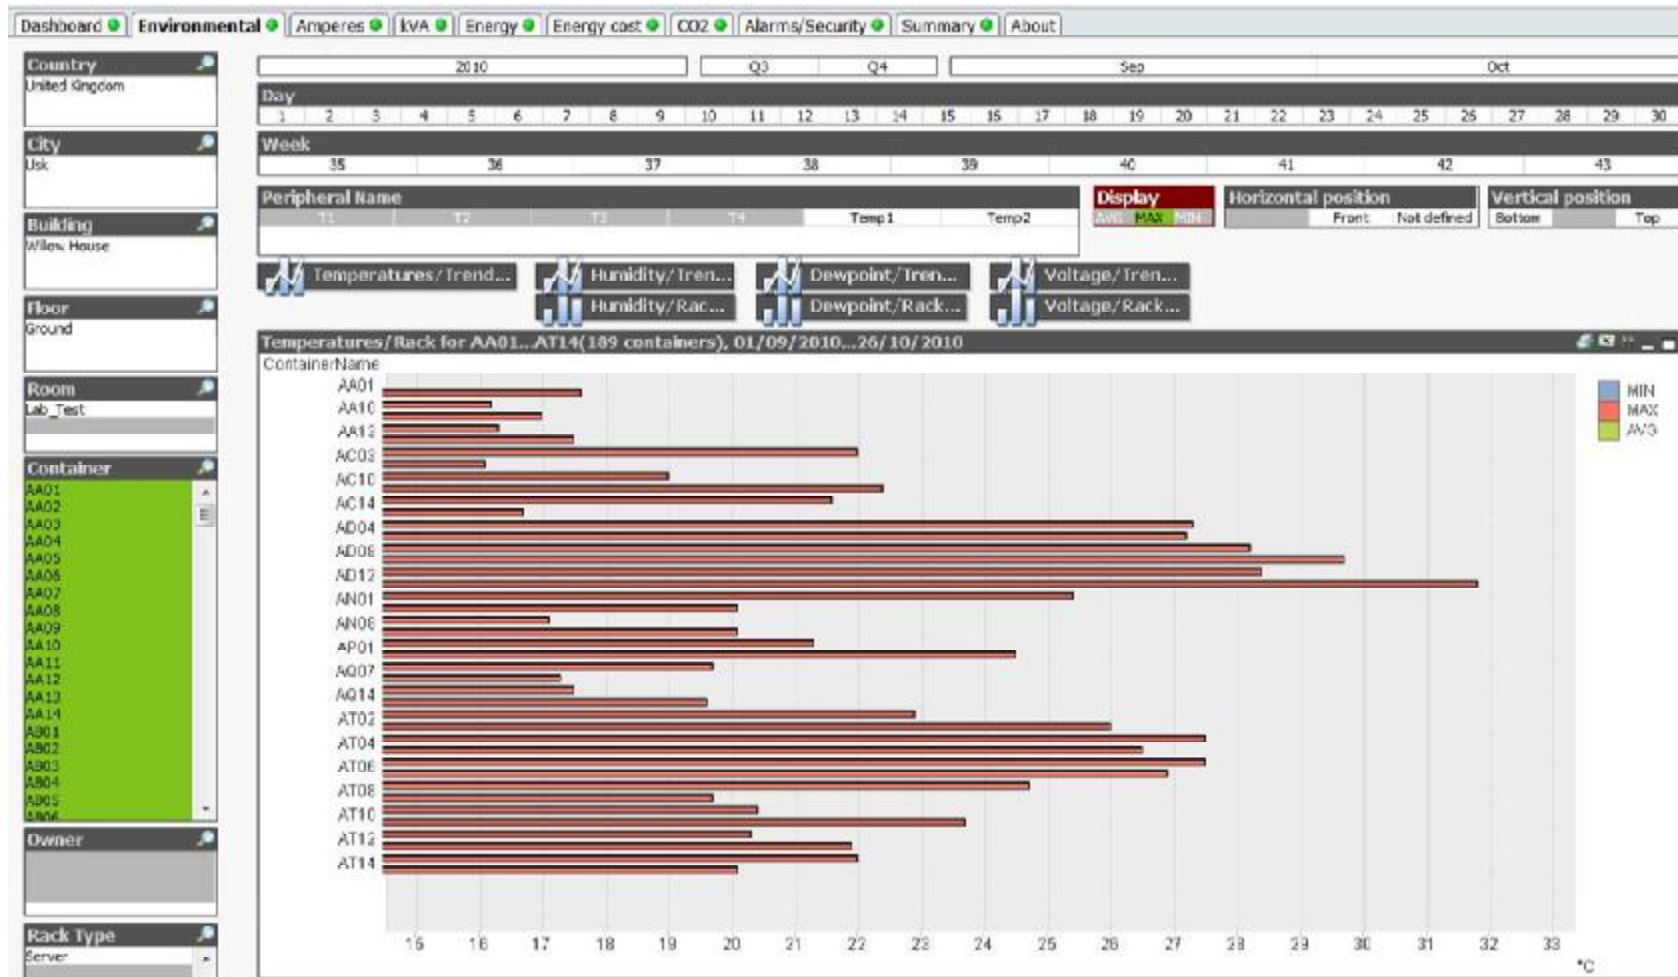 Dashboard Environmental Amperes kVA Energy Energy cost CO2 Alarms/Security Summary About
Country
United Kingdom
City
Usk
Building
Willow House
Floor
Ground
Room
Lab_Test
Container
AA01
AA02
AA03
AA04
AA05
AA06
AA07
AA08
AA09
AA10
AA11
AA12
AA13
AA14
AB01
AB02
AB03
AB04
AB05
AB06
Owner
Rack Type
Server
2010 Q3 Q4 Sep Oct
Day
1 2 3 4 5 6 7 8 9 10 11 12 13 14 15 16 17 18 19 20 21 22 23 24 25 26 27 28 29 30
Week
35 36 37 38 39 40 41 42 43
Peripheral Name
T1 T2 T3 T4 Temp1 Temp2
Display
AVG MAX MIN
Horizontal position
Front Not defined
Vertical position
Bottom Top
Temperatures/Trend... Humidity/Tren... Dewpoint/Tren... Voltage/Tren...
Humidity/Rac... Dewpoint/Rack... Voltage/Rack...
Temperatures/Rack for AA01...AT14(189 containers), 01/09/2010...26/10/2010
ContainerName
AA01
AA10
AA13
AC03
AC10
AC14
AD04
AD08
AD12
AN01
AN08
AP01
AQ07
AQ14
AT02
AT04
AT06
AT08
AT10
AT12
AT14
MIN
MAX
AVG
15 16 17 18 19 20 21 22 23 24 25 26 27 28 29 30 31 32 33
°C